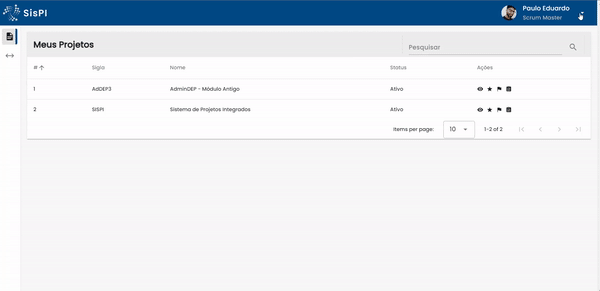 SisPI
Paulo Eduardo
Scrum Master
Meus Projetos
Pesquisar
# Sigla Nome Status Ações
1 AdDEP3 AdminDEP - Módulo Antigo Ativo
2 SISPI Sistema de Projetos Integrados Ativo
Items per page: 10 1-2 of 2